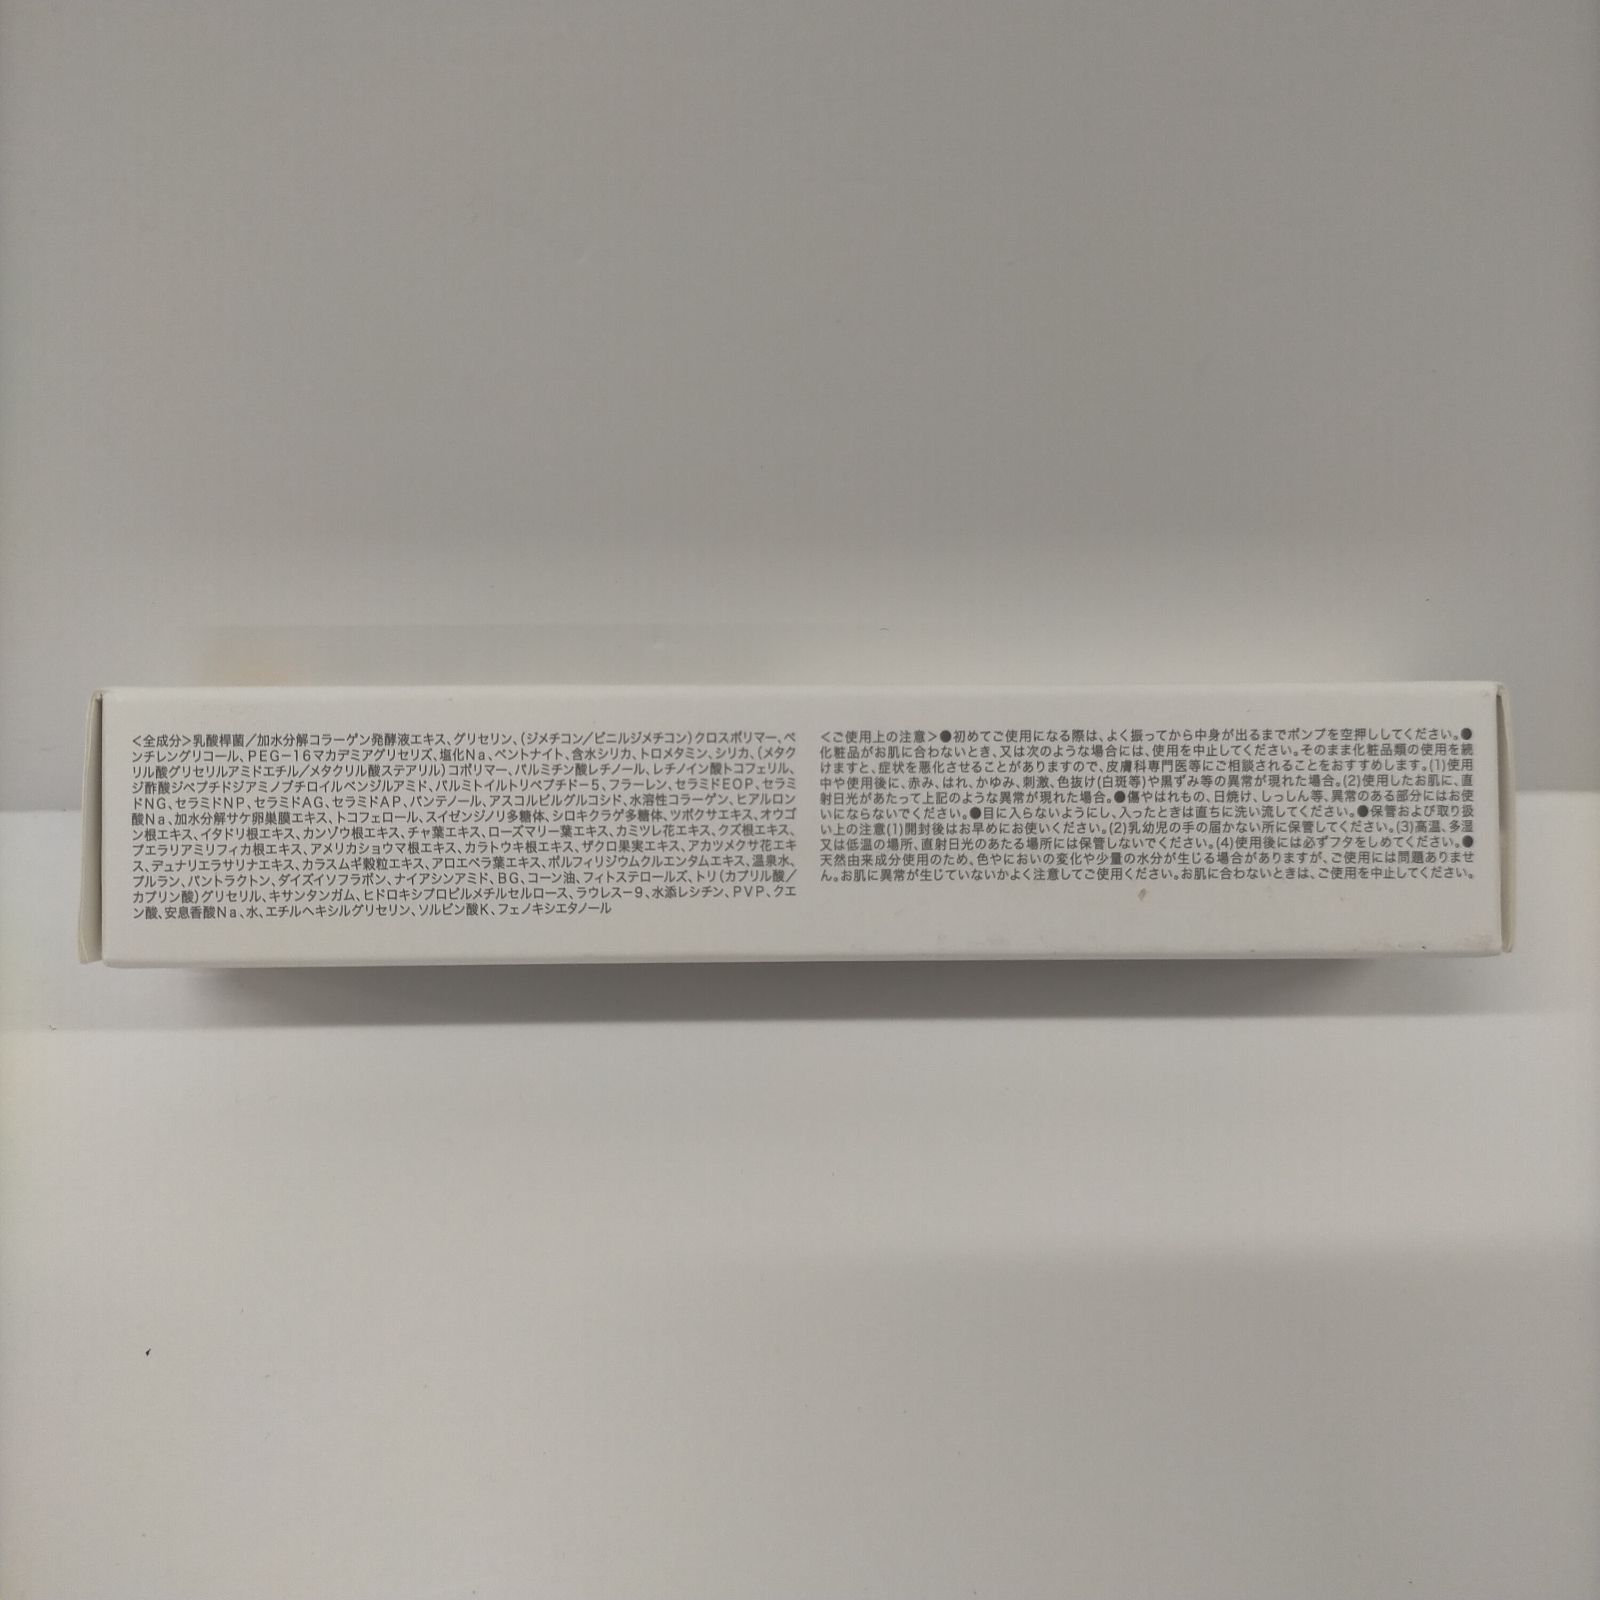 ＜全成分＞乳酸桿菌／加水分解コラーゲン発酵液エキス、グリセリン、（ジメチコン／ビニルジメチコン）クロスポリマー、ペ
ンチレングリコール、PEG－16マカデミアグリセリズ、塩化Na、ベントナイト、含水シリカ、トロメタミン、シリカ、（メタク
リル酸グリセリルアミドエチル／メタクリル酸ステアリル）コポリマー、パルミチン酸レチノール、レチノイン酸トコフェリル、
ジ酢酸ジペプチドジアミノブチロイルベンジルアミド、パルミトイルトリペプチド－5、フラーレン、セラミドEOP、セラミ
ドNG、セラミドNP、セラミドAG、セラミドAP、パンテノール、アスコルビルグルコシド、水溶性コラーゲン、ヒアルロン
酸Na、加水分解サケ卵巣膜エキス、トコフェロール、スイゼンジノリ多糖体、シロキクラゲ多糖体、ツボクサエキス、オウゴ
ン根エキス、イタドリ根エキス、カンゾウ根エキス、チャ葉エキス、ローズマリー葉エキス、カミツレ花エキス、クズ根エキス、
プエラリアミリフィカ根エキス、アメリカショウマ根エキス、カラトウキ根エキス、ザクロ果実エキス、アカツメクサ花エキ
ス、デュナリエラサリナエキス、カラスムギ穀粒エキス、アロエベラ葉エキス、ポルフィリジウムクルエンタムエキス、温泉水、
プルラン、パントラクトン、ダイズイソフラボン、ナイアシンアミド、BG、コーン油、フィトステロールズ、トリ（カプリル酸／
カプリン酸）グリセリル、キサンタンガム、ヒドロキシプロピルメチルセルロース、ラウレス－9、水添レシチン、PVP、クエ
ン酸、安息香酸Na、水、エチルヘキシルグリセリン、ソルビン酸K、フェノキシエタノール
＜ご使用上の注意＞●初めてご使用になる際は、よく振ってから中身が出るまでポンプを空押ししてください。●
化粧品がお肌に合わないとき、又は次のような場合には、使用を中止してください。そのまま化粧品類の使用を続
けますと、症状を悪化させることがありますので、皮膚科専門医等にご相談されることをおすすめします。(1)使用
中や使用後に、赤み、はれ、かゆみ、刺激、色抜け(白斑等)や黒ずみ等の異常が現れた場合。(2)使用したお肌に、直
射日光があたって上記のような異常が現れた場合。●傷やはれもの、日焼け、しっしん等、異常のある部分にはお使
いにならないでください。●目に入らないようにし、入ったときは直ちに洗い流してください。●保管および取り扱
い上の注意(1)開封後はお早めにお使いください。(2)乳幼児の手の届かない所に保管してください。(3)高温、多湿
又は低温の場所、直射日光のあたる場所には保管しないでください。(4)使用後には必ずフタをしめてください。●
天然由来成分使用のため、色やにおいの変化や少量の水分が生じる場合がありますが、ご使用には問題ありませ
ん。お肌に異常が生じていないかよく注意してご使用ください。お肌に合わないときは、ご使用を中止してください。